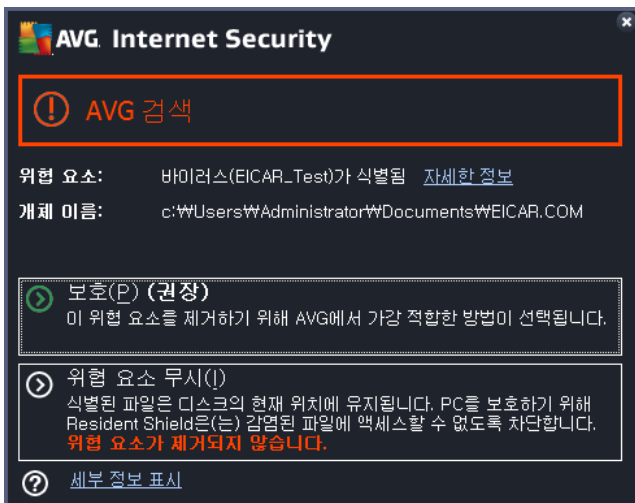 AVG. Internet Security
AVG 검색
위협 요소: 바이러스(EICAR_Test)가 식별됨 자세한 정보
개체 이름: c:₩Users₩Administrator₩Documents₩EICAR.COM
보호(P) (권장)
이 위협 요소를 제거하기 위해 AVG에서 가강 적합한 방법이 선택됩니다.
위협 요소 무시(I)
식별된 파일은 디스크의 현재 위치에 유지됩니다. PC를 보호하기 위해
Resident Shield은(는) 감염된 파일에 액세스할 수 없도록 차단합니다.
위협 요소가 제거되지 않습니다.
세부 정보 표시